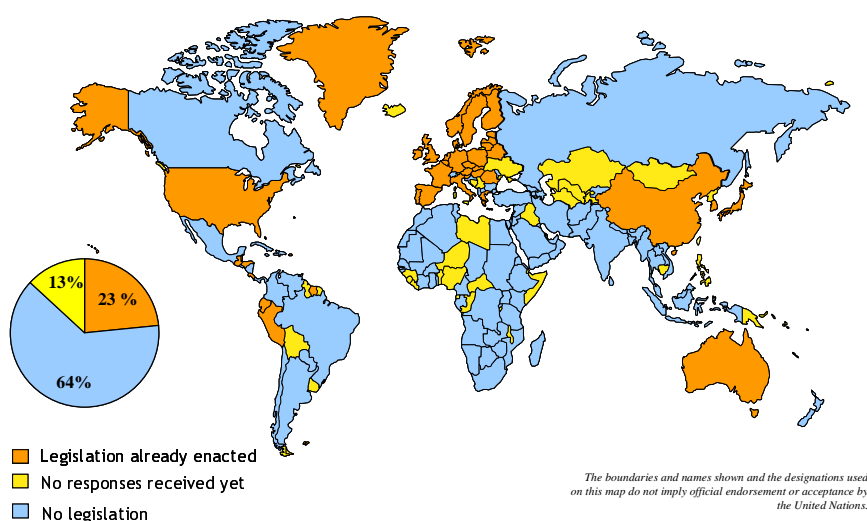 13%
23 %
64%
Legislation already enacted
No responses received yet
No legislation
The boundaries and names shown and the designations used
on this map do not imply official endorsement or acceptance by
the United Nations.